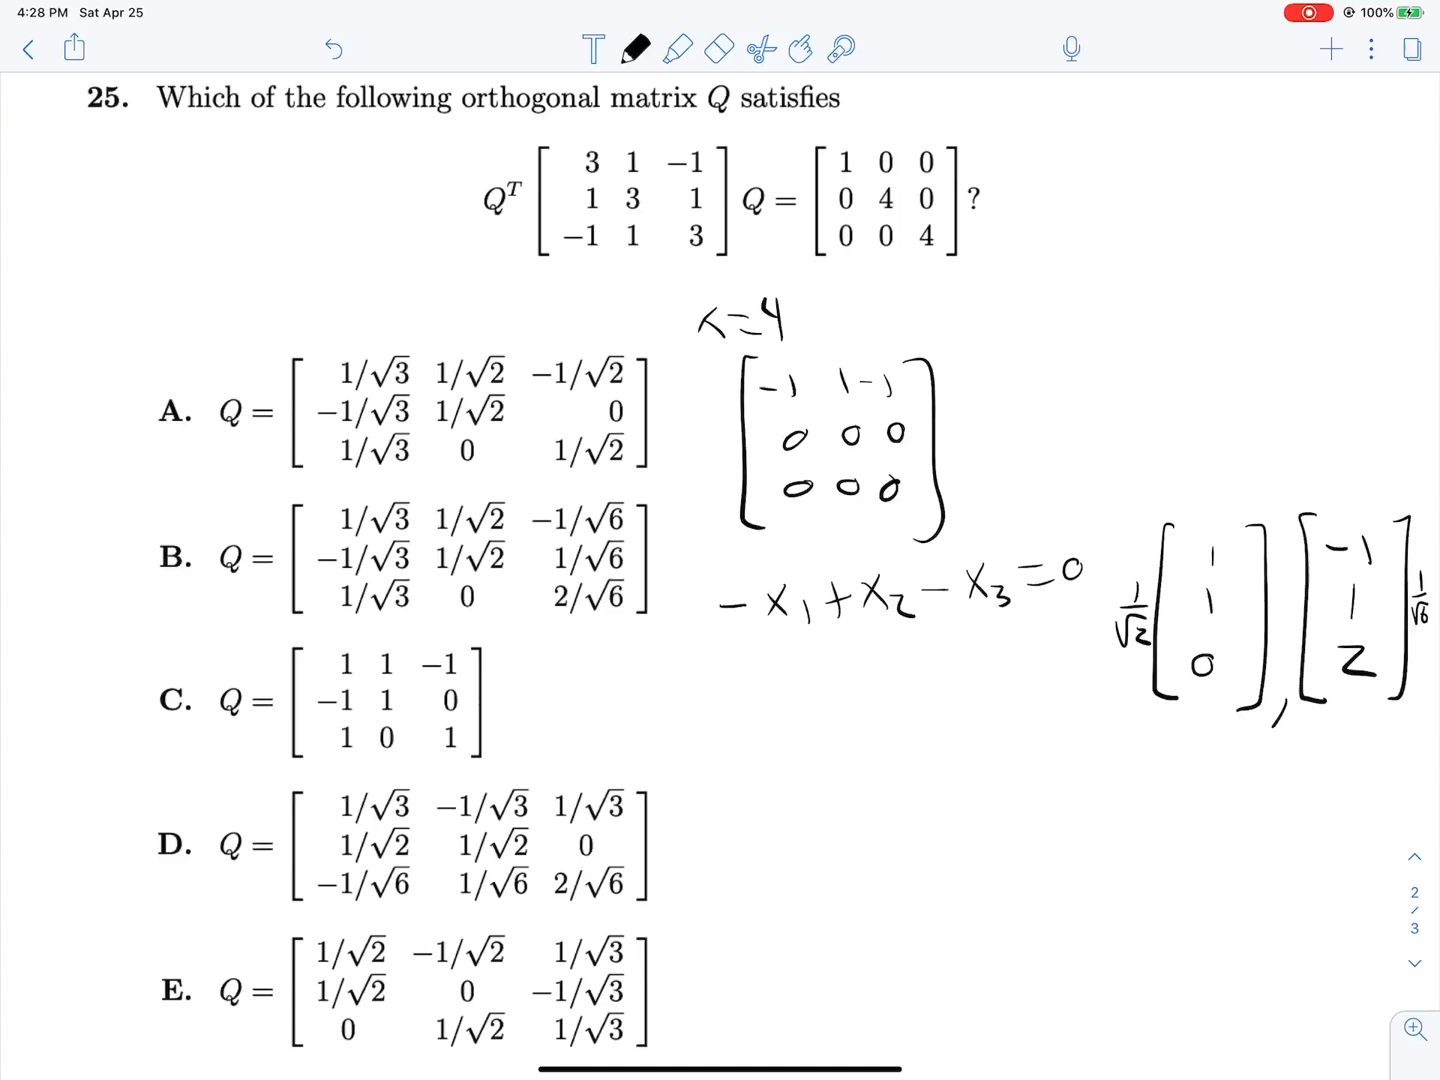 4:28 PM Sat Apr 25 100%
25. Which of the following orthogonal matrix Q satisfies
Q^T [ 3 1 −1 ; 1 3 1 ; −1 1 3 ] Q = [ 1 0 0 ; 0 4 0 ; 0 0 4 ] ?
λ=4
[ -1 1 -1 ; 0 0 0 ; 0 0 0 ]
-x₁+x₂-x₃=0
1/√2 [ 1 ; 1 ; 0 ] , [ -1 ; 1 ; 2 ] 1/√6
A. Q = [ 1/√3 1/√2 −1/√2 ; −1/√3 1/√2 0 ; 1/√3 0 1/√2 ]
B. Q = [ 1/√3 1/√2 −1/√6 ; −1/√3 1/√2 1/√6 ; 1/√3 0 2/√6 ]
C. Q = [ 1 1 −1 ; −1 1 0 ; 1 0 1 ]
D. Q = [ 1/√3 −1/√3 1/√3 ; 1/√2 1/√2 0 ; −1/√6 1/√6 2/√6 ]
E. Q = [ 1/√2 −1/√2 1/√3 ; 1/√2 0 −1/√3 ; 0 1/√2 1/√3 ]
2
/
3